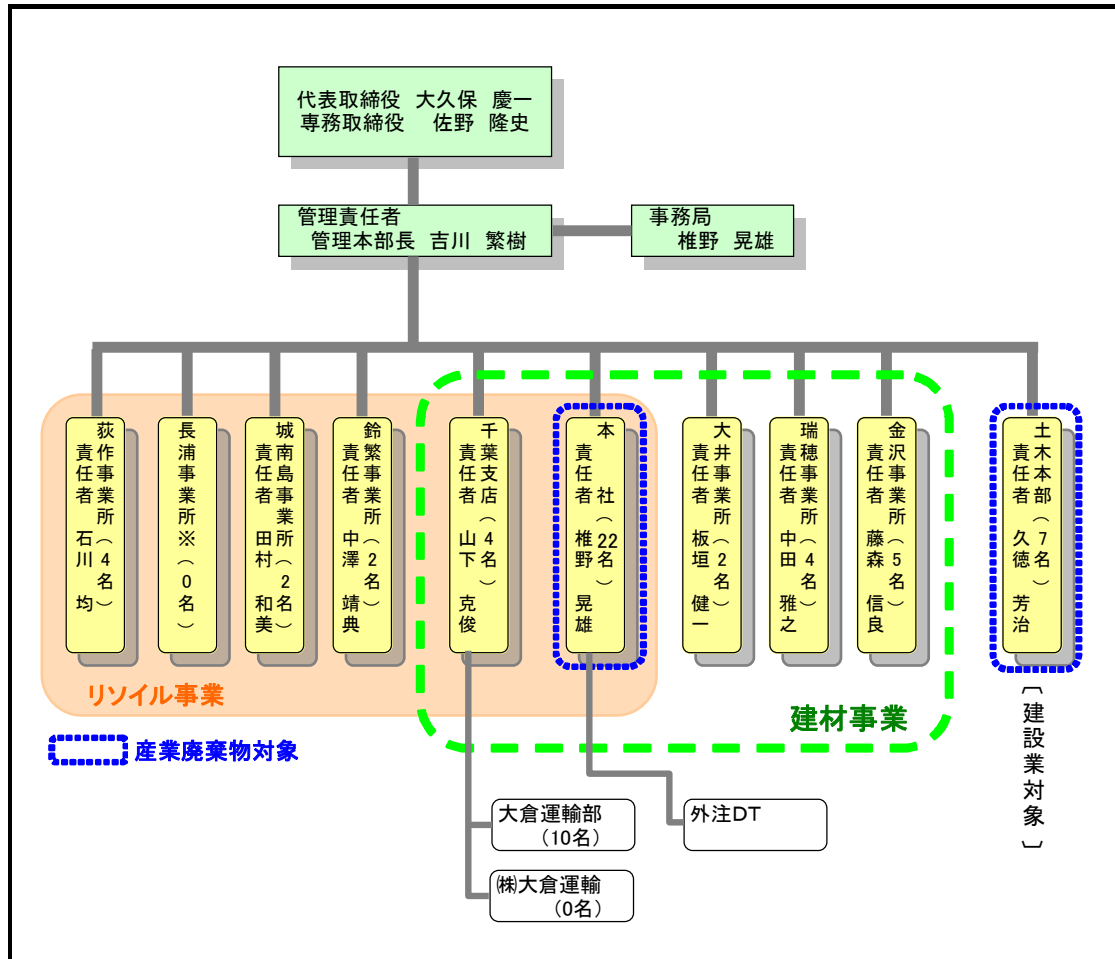 代表取締役 大久保 慶一
専務取締役 佐野 隆史
管理責任者
管理本部長 吉川 繁樹
事務局
椎野 晃雄
荻作事業所(4名)
責任者 石川 均
長浦事業所※(0名)
城南島事業所(2名)
責任者 田村 和美
鈴繁事業所(2名)
責任者 中澤 靖典
千葉支店(4名)
責任者 山下 克俊
本 社(22名)
責任者 椎野 晃雄
大井事業所(2名)
責任者 板垣 健一
瑞穂事業所(4名)
責任者 中田 雅之
金沢事業所(5名)
責任者 藤森 信良
土木本部(7名)
責任者 久徳 芳治
リソイル事業
建材事業
〔建設業対象〕
産業廃棄物対象
大倉運輸部
(10名)
外注DT
㈱大倉運輸
(0名)